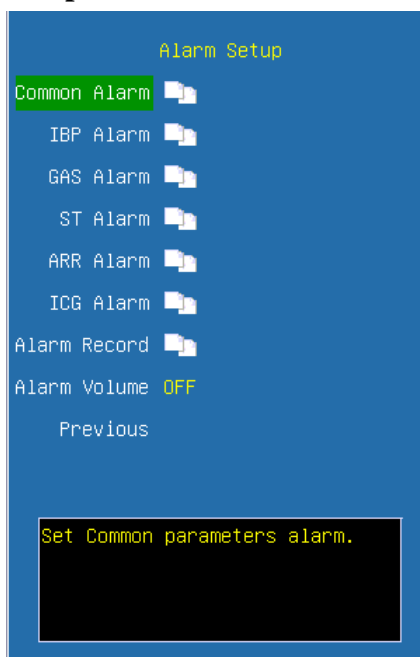 Alarm Setup
Common Alarm
IBP Alarm
GAS Alarm
ST Alarm
ARR Alarm
ICG Alarm
Alarm Record
Alarm Volume OFF
Previous
Set Common parameters alarm.